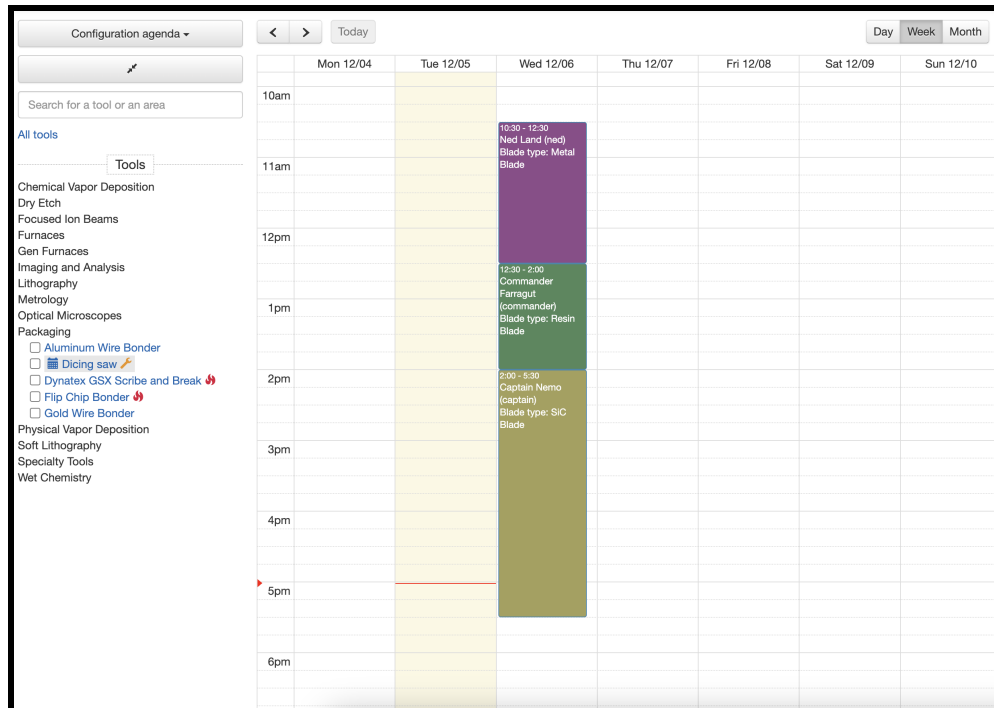 Configuration agenda
Search for a tool or an area
All tools
Tools
Chemical Vapor Deposition
Dry Etch
Focused Ion Beams
Furnaces
Gen Furnaces
Imaging and Analysis
Lithography
Metrology
Optical Microscopes
Packaging
Aluminum Wire Bonder
Dicing saw
Dynatex GSX Scribe and Break
Flip Chip Bonder
Gold Wire Bonder
Physical Vapor Deposition
Soft Lithography
Specialty Tools
Wet Chemistry
Today
Day Week Month
Mon 12/04 Tue 12/05 Wed 12/06 Thu 12/07 Fri 12/08 Sat 12/09 Sun 12/10
10am
10:30 - 12:30
Ned Land (ned)
Blade type: Metal
Blade
11am
12pm
12:30 - 2:00
Commander
Farragut
(commander)
Blade type: Resin
Blade
1pm
2pm
2:00 - 5:30
Captain Nemo
(captain)
Blade type: SiC
Blade
3pm
4pm
5pm
6pm